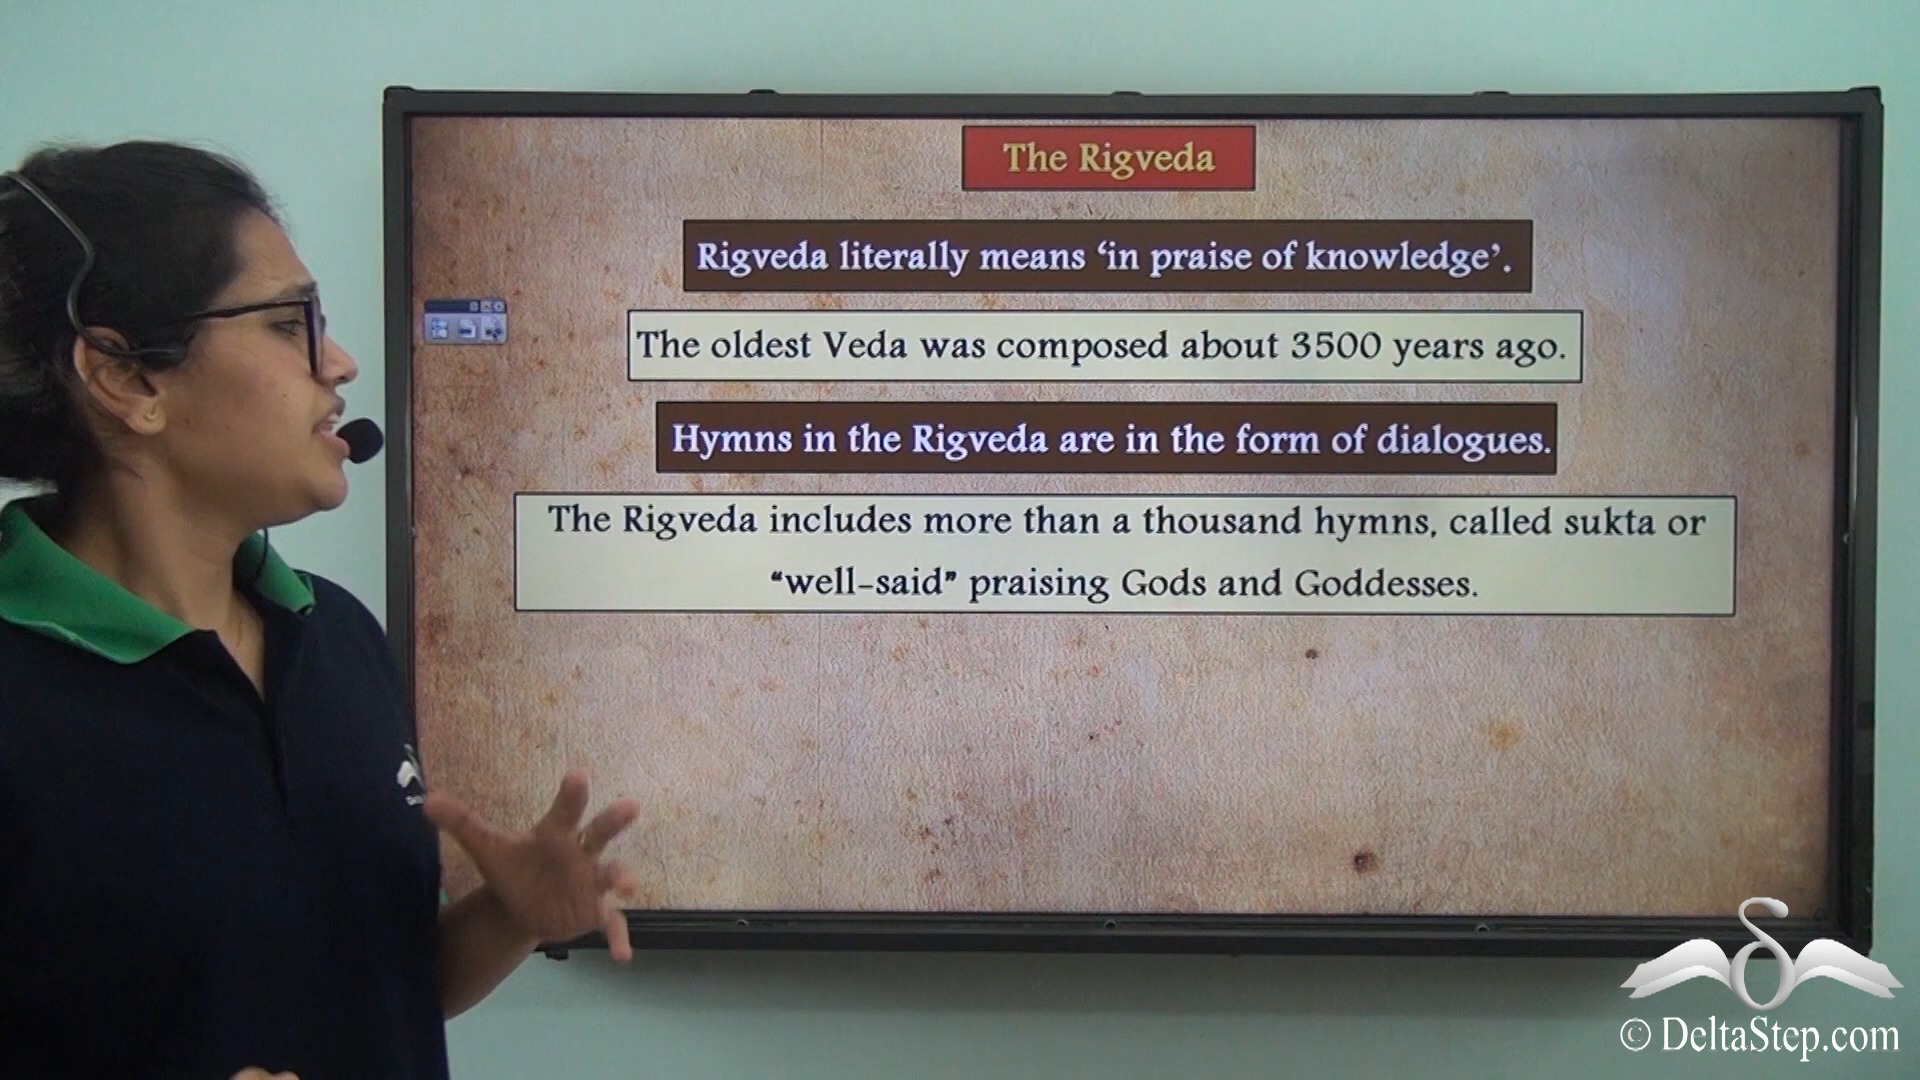 The Rigveda
Rigveda literally means ‘in praise of knowledge’.
The oldest Veda was composed about 3500 years ago.
Hymns in the Rigveda are in the form of dialogues.
The Rigveda includes more than a thousand hymns, called sukta or
“well-said” praising Gods and Goddesses.
© DeltaStep.com